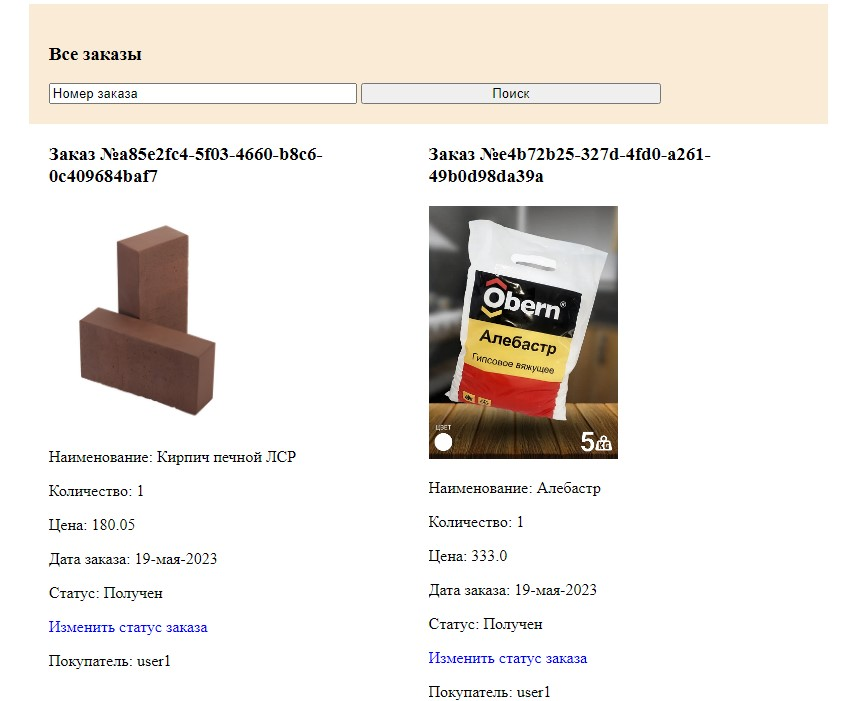 Все заказы
Номер заказа Поиск
Заказ №a85e2fc4-5f03-4660-b8c6-
0c409684baf7
Наименование: Кирпич печной ЛСР
Количество: 1
Цена: 180.05
Дата заказа: 19-мая-2023
Статус: Получен
Изменить статус заказа
Покупатель: user1
Заказ №e4b72b25-327d-4fd0-a261-
49b0d98da39a
Obern®
Алебастр
Гипсовое вяжущее
ЦВЕТ
5 KG
Наименование: Алебастр
Количество: 1
Цена: 333.0
Дата заказа: 19-мая-2023
Статус: Получен
Изменить статус заказа
Покупатель: user1